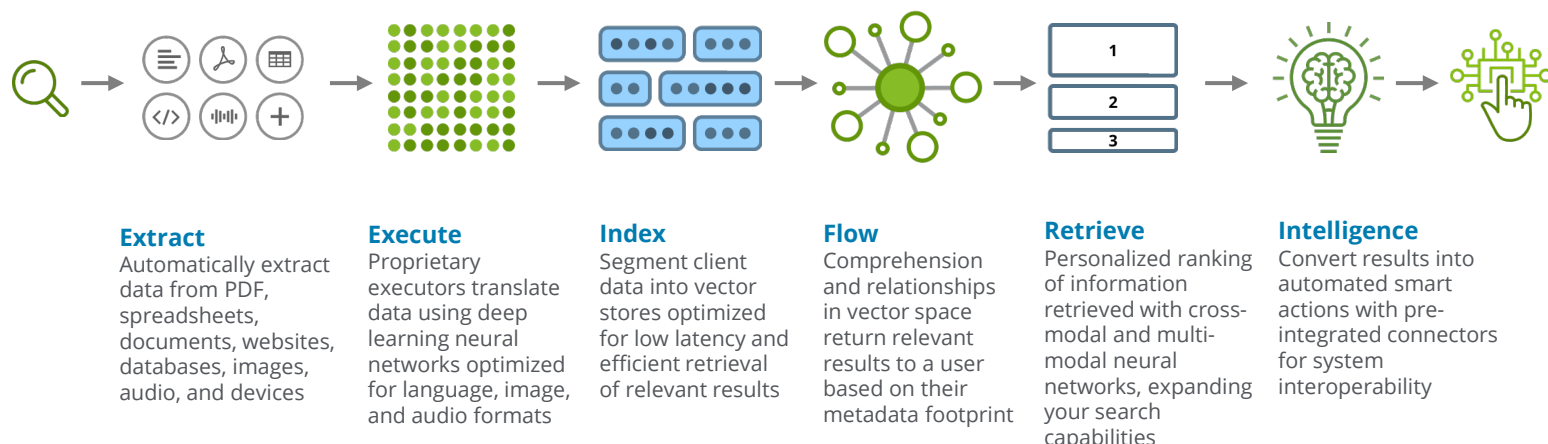 </>
1
2
3
Extract
Automatically extract
data from PDF,
spreadsheets,
documents, websites,
databases, images,
audio, and devices
Execute
Proprietary
executors translate
data using deep
learning neural
networks optimized
for language, image,
and audio formats
Index
Segment client
data into vector
stores optimized
for low latency and
efficient retrieval
of relevant results
Flow
Comprehension
and relationships
in vector space
return relevant
results to a user
based on their
metadata footprint
Retrieve
Personalized ranking
of information
retrieved with cross-
modal and multi-
modal neural
networks, expanding
your search
capabilities
Intelligence
Convert results into
automated smart
actions with pre-
integrated connectors
for system
interoperability